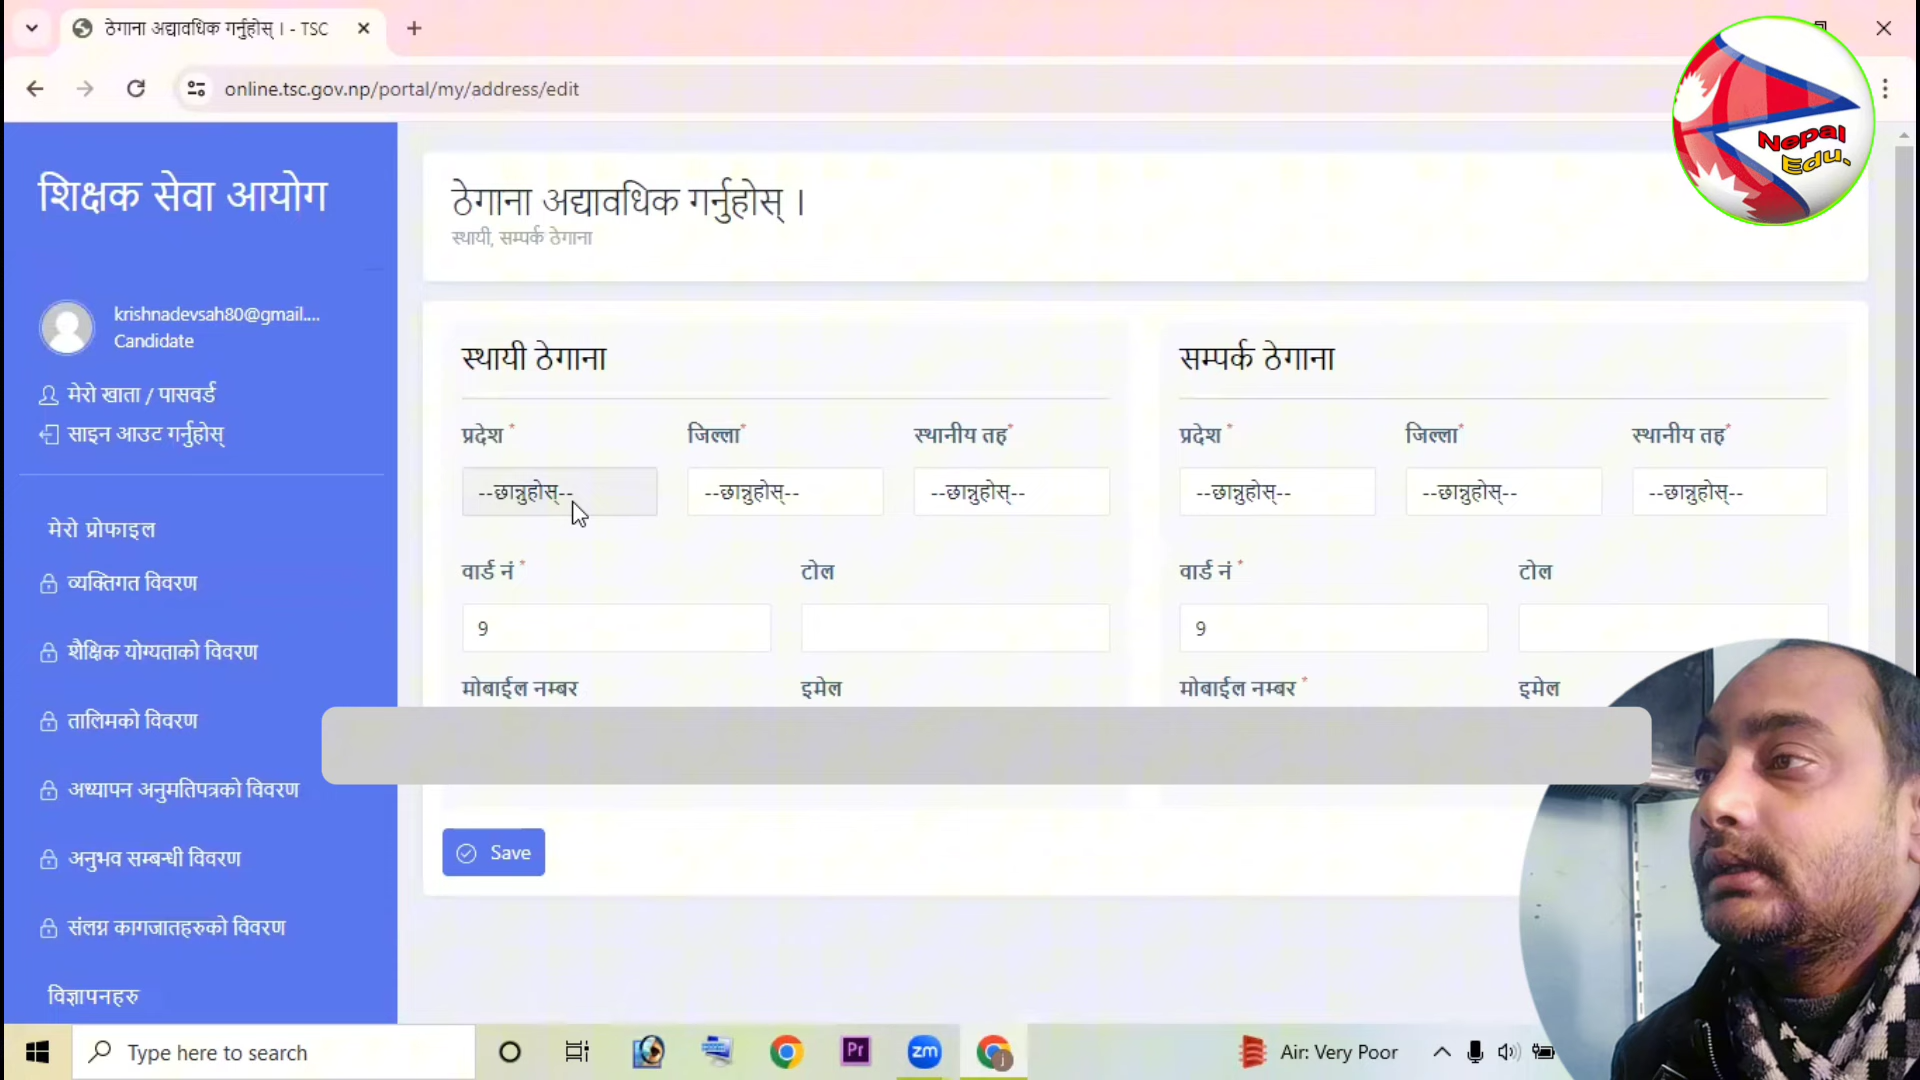 ठेगाना अद्यावधिक गर्नुहोस् । - TSC
online.tsc.gov.np/portal/my/address/edit
Nepal
Edu.
शिक्षक सेवा आयोग
krishnadevsah80@gmail....
Candidate
मेरो खाता / पासवर्ड
साइन आउट गर्नुहोस्
मेरो प्रोफाइल
व्यक्तिगत विवरण
शैक्षिक योग्यताको विवरण
तालिमको विवरण
अध्यापन अनुमतिपत्रको विवरण
अनुभव सम्बन्धी विवरण
संलग्न कागजातहरुको विवरण
विज्ञापनहरु
ठेगाना अद्यावधिक गर्नुहोस् ।
स्थायी, सम्पर्क ठेगाना
स्थायी ठेगाना
प्रदेश * जिल्ला* स्थानीय तह*
--छान्नुहोस्-- --छान्नुहोस्-- --छान्नुहोस्--
वार्ड नं * टोल
9
मोबाईल नम्बर इमेल
सम्पर्क ठेगाना
प्रदेश * जिल्ला* स्थानीय तह*
--छान्नुहोस्-- --छान्नुहोस्-- --छान्नुहोस्--
वार्ड नं * टोल
9
मोबाईल नम्बर * इमेल
Save
Type here to search
Pr
zm
Air: Very Poor